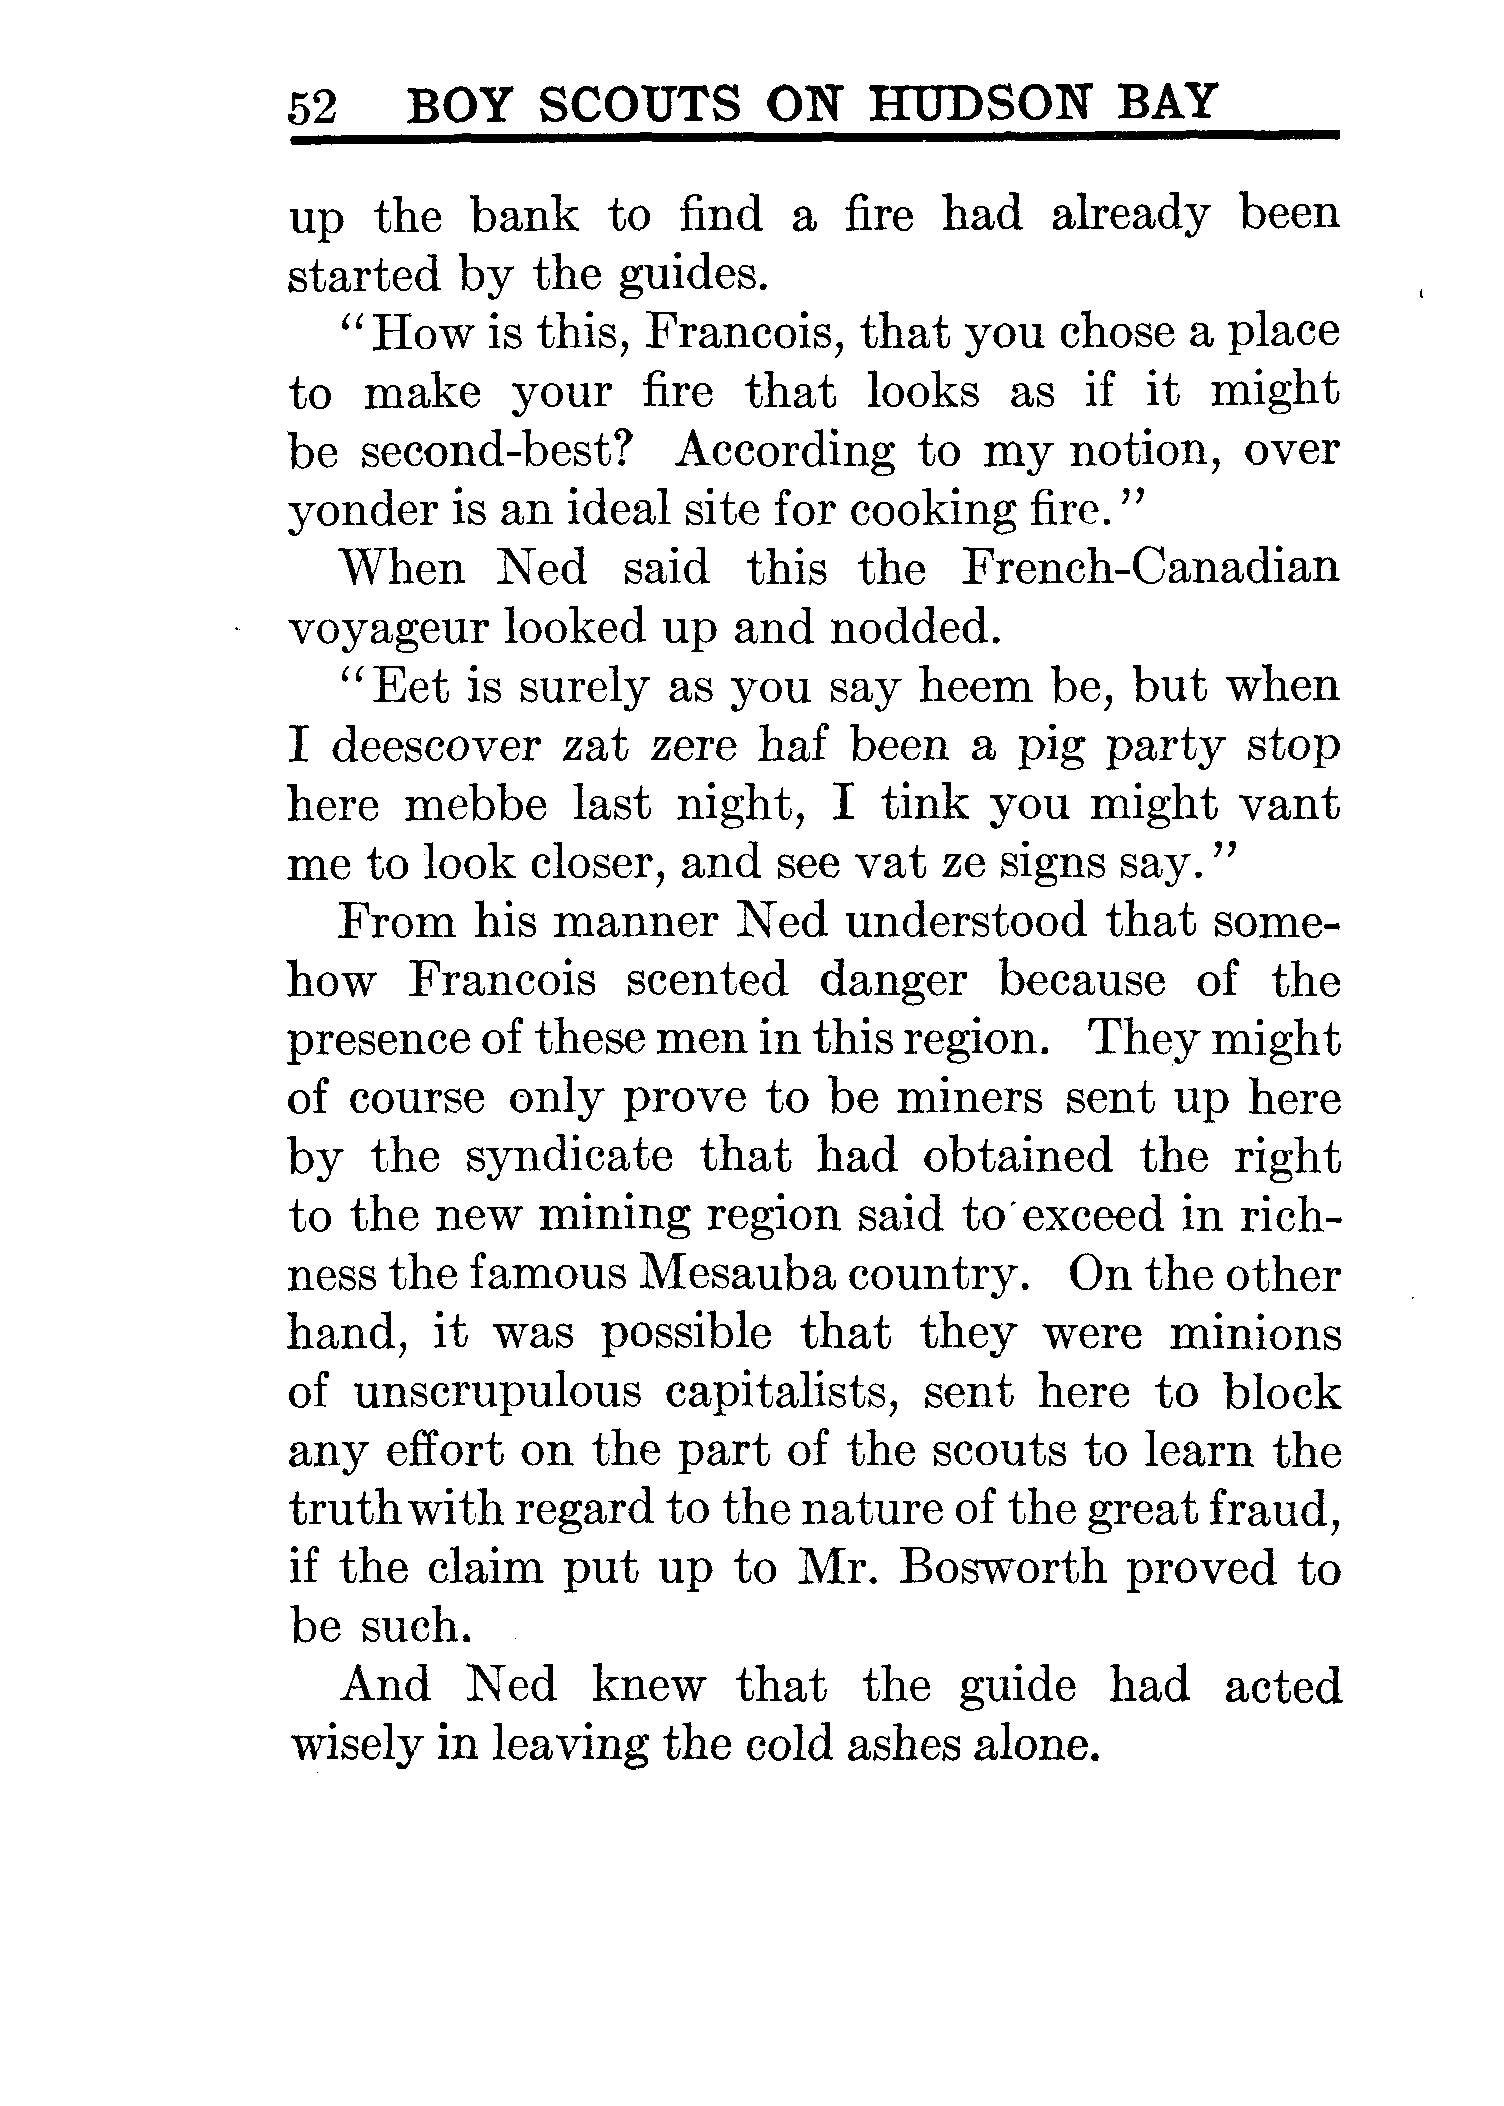 52 BOY SCOUTS ON HUDSON BAY
up the bank to find a fire had already been
started by the guides.
"How is this, Francois, that you chose a place
to make your fire that looks as if it might
be second-best? According to my notion, over
yonder is an ideal site for cooking fire."
When Ned said this the French-Canadian
voyageur looked up and nodded.
"Eet is surely as you say heem be, but when
I deescover zat zere haf been a pig party stop
here mebbe last night, I tink you might vant
me to look closer, and see vat ze signs say."
From his manner Ned understood that some-
how Francois scented danger because of the
presence of these men in this region. They might
of course only prove to be miners sent up here
by the syndicate that had obtained the right
to the new mining region said to exceed in rich-
ness the famous Mesauba country. On the other
hand, it was possible that they were minions
of unscrupulous capitalists, sent here to block
any effort on the part of the scouts to learn the
truth with regard to the nature of the great fraud,
if the claim put up to Mr. Bosworth proved to
be such.
And Ned knew that the guide had acted
wisely in leaving the cold ashes alone.